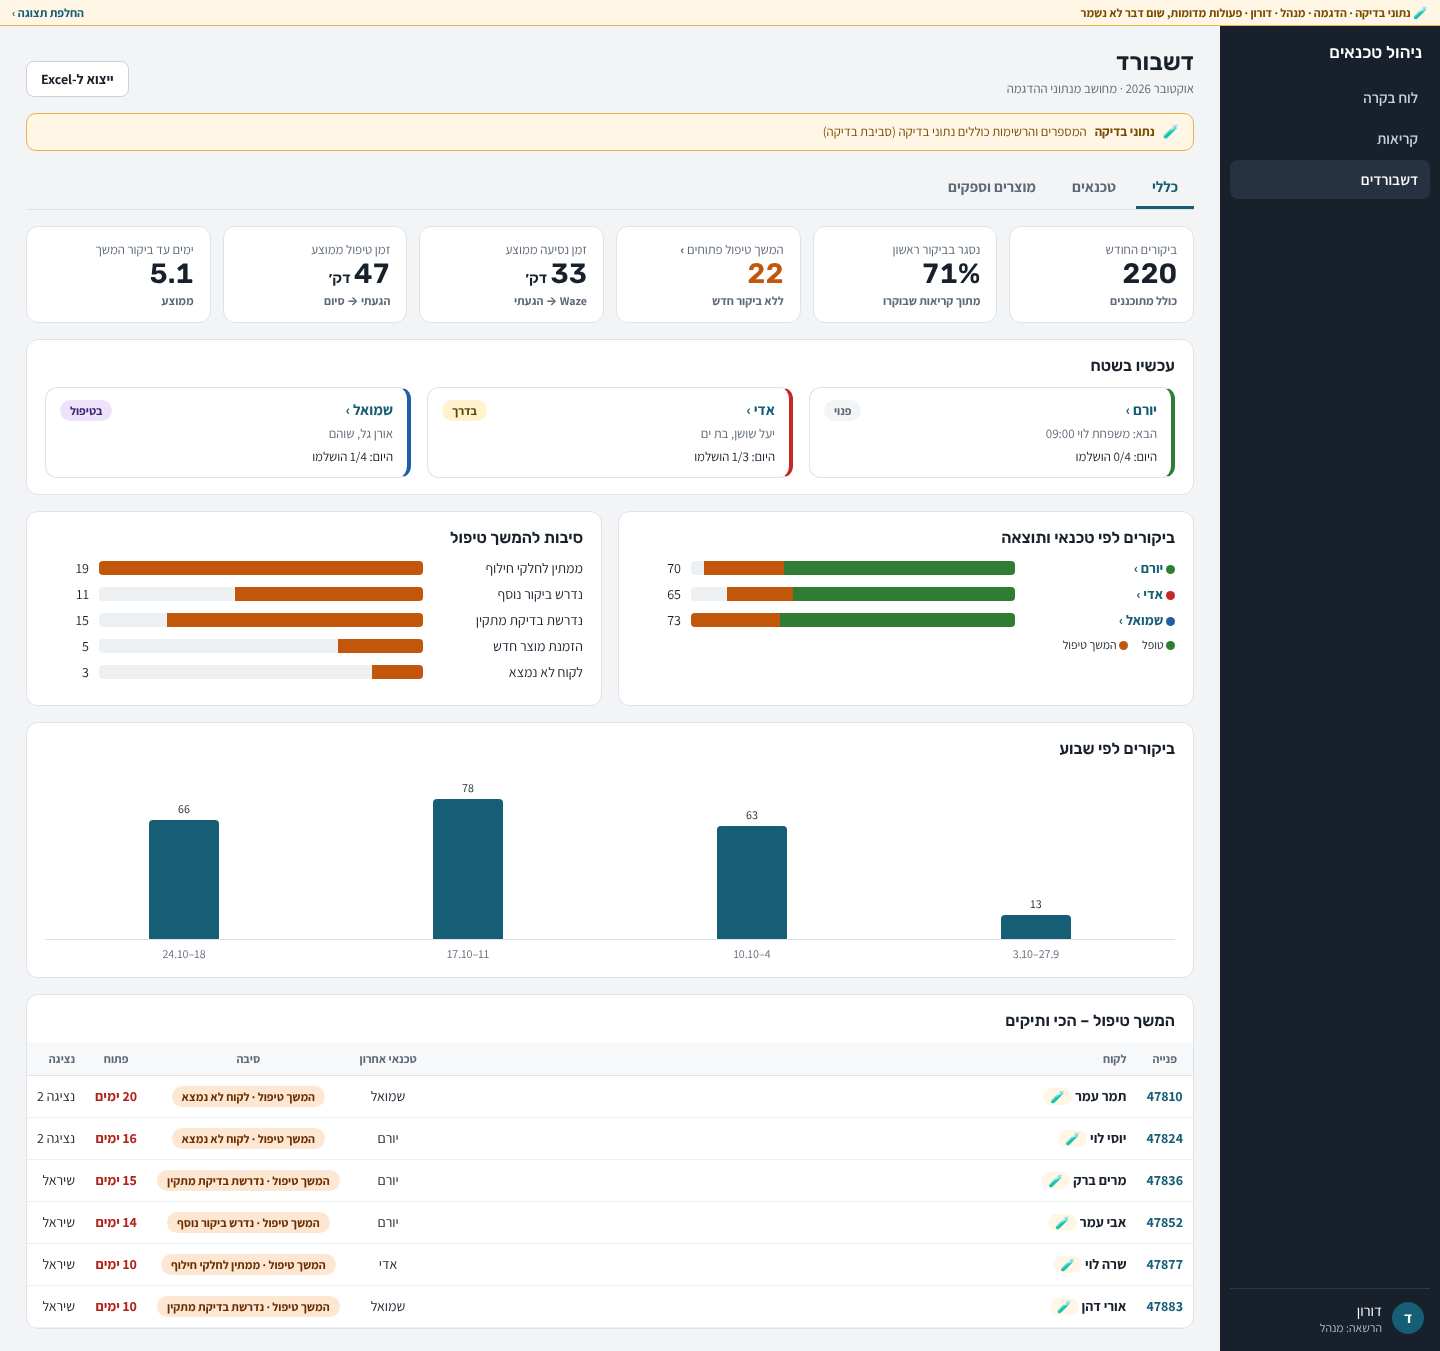 🧪 נתוני בדיקה · הדגמה · מנהל · דורון · פעולות מדומות, שום דבר לא נשמר
החלפת תצוגה ›
ניהול טכנאים
לוח בקרה
קריאות
דשבורדים
דשבורד
אוקטובר 2026 · מחושב מנתוני ההדגמה
ייצוא ל-Excel
🧪 נתוני בדיקה המספרים והרשימות כוללים נתוני בדיקה (סביבת בדיקה)
כללי טכנאים מוצרים וספקים
ביקורים החודש
220
כולל מתוכננים
נסגר בביקור ראשון
71%
מתוך קריאות שבוקרו
המשך טיפול פתוחים ›
22
ללא ביקור חדש
זמן נסיעה ממוצע
33 דק׳
Waze → הגעתי
זמן טיפול ממוצע
47 דק׳
הגעתי → סיום
ימים עד ביקור המשך
5.1
ממוצע
עכשיו בשטח
יורם › פנוי
הבא: משפחת לוי 09:00
היום: 0/4 הושלמו
אדי › בדרך
יעל ששון, בת ים
היום: 1/3 הושלמו
שמואל › בטיפול
אורן גל, שוהם
היום: 1/4 הושלמו
ביקורים לפי טכנאי ותוצאה
יורם › 70
אדי › 65
שמואל › 73
טופל המשך טיפול
סיבות להמשך טיפול
ממתין לחלקי חילוף 19
נדרש ביקור נוסף 11
נדרשת בדיקת מתקין 15
הזמנת מוצר חדש 5
לקוח לא נמצא 3
ביקורים לפי שבוע
13 63 78 66
3.10–27.9 10.10–4 17.10–11 24.10–18
המשך טיפול – הכי ותיקים
פנייה לקוח טכנאי אחרון סיבה פתוח נציגה
47810 תמר עמר 🧪 שמואל המשך טיפול · לקוח לא נמצא 20 ימים נציגה 2
47824 יוסי לוי 🧪 יורם המשך טיפול · לקוח לא נמצא 16 ימים נציגה 2
47836 מרים ברק 🧪 יורם המשך טיפול · נדרשת בדיקת מתקין 15 ימים שיראל
47852 אבי עמר 🧪 יורם המשך טיפול · נדרש ביקור נוסף 14 ימים שיראל
47877 שרה לוי 🧪 אדי המשך טיפול · ממתין לחלקי חילוף 10 ימים שיראל
47883 אורי דהן 🧪 שמואל המשך טיפול · נדרשת בדיקת מתקין 10 ימים שיראל
ד
דורון
הרשאה: מנהל